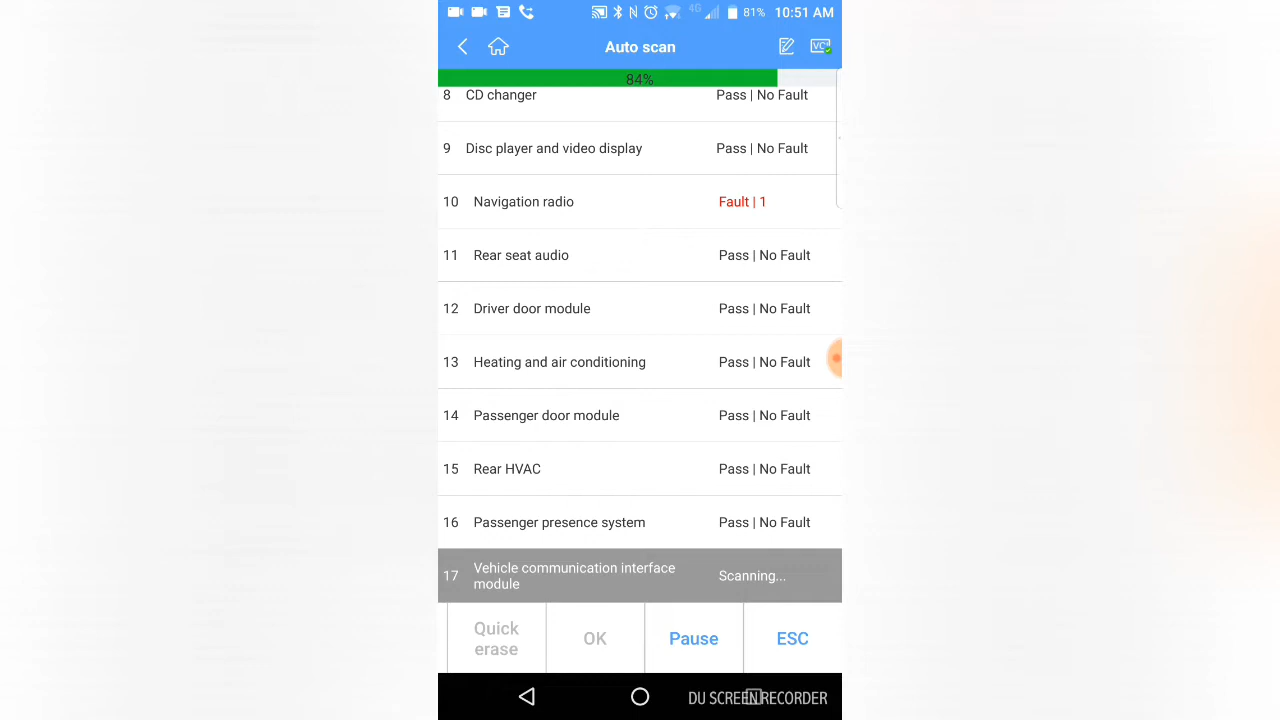 4G 81% 10:51 AM
Auto scan
VCI
84%
8 CD changer Pass | No Fault
9 Disc player and video display Pass | No Fault
10 Navigation radio Fault | 1
11 Rear seat audio Pass | No Fault
12 Driver door module Pass | No Fault
13 Heating and air conditioning Pass | No Fault
14 Passenger door module Pass | No Fault
15 Rear HVAC Pass | No Fault
16 Passenger presence system Pass | No Fault
17 Vehicle communication interface
module Scanning...
Quick
erase
OK
Pause
ESC
DU SCREEN RECORDER